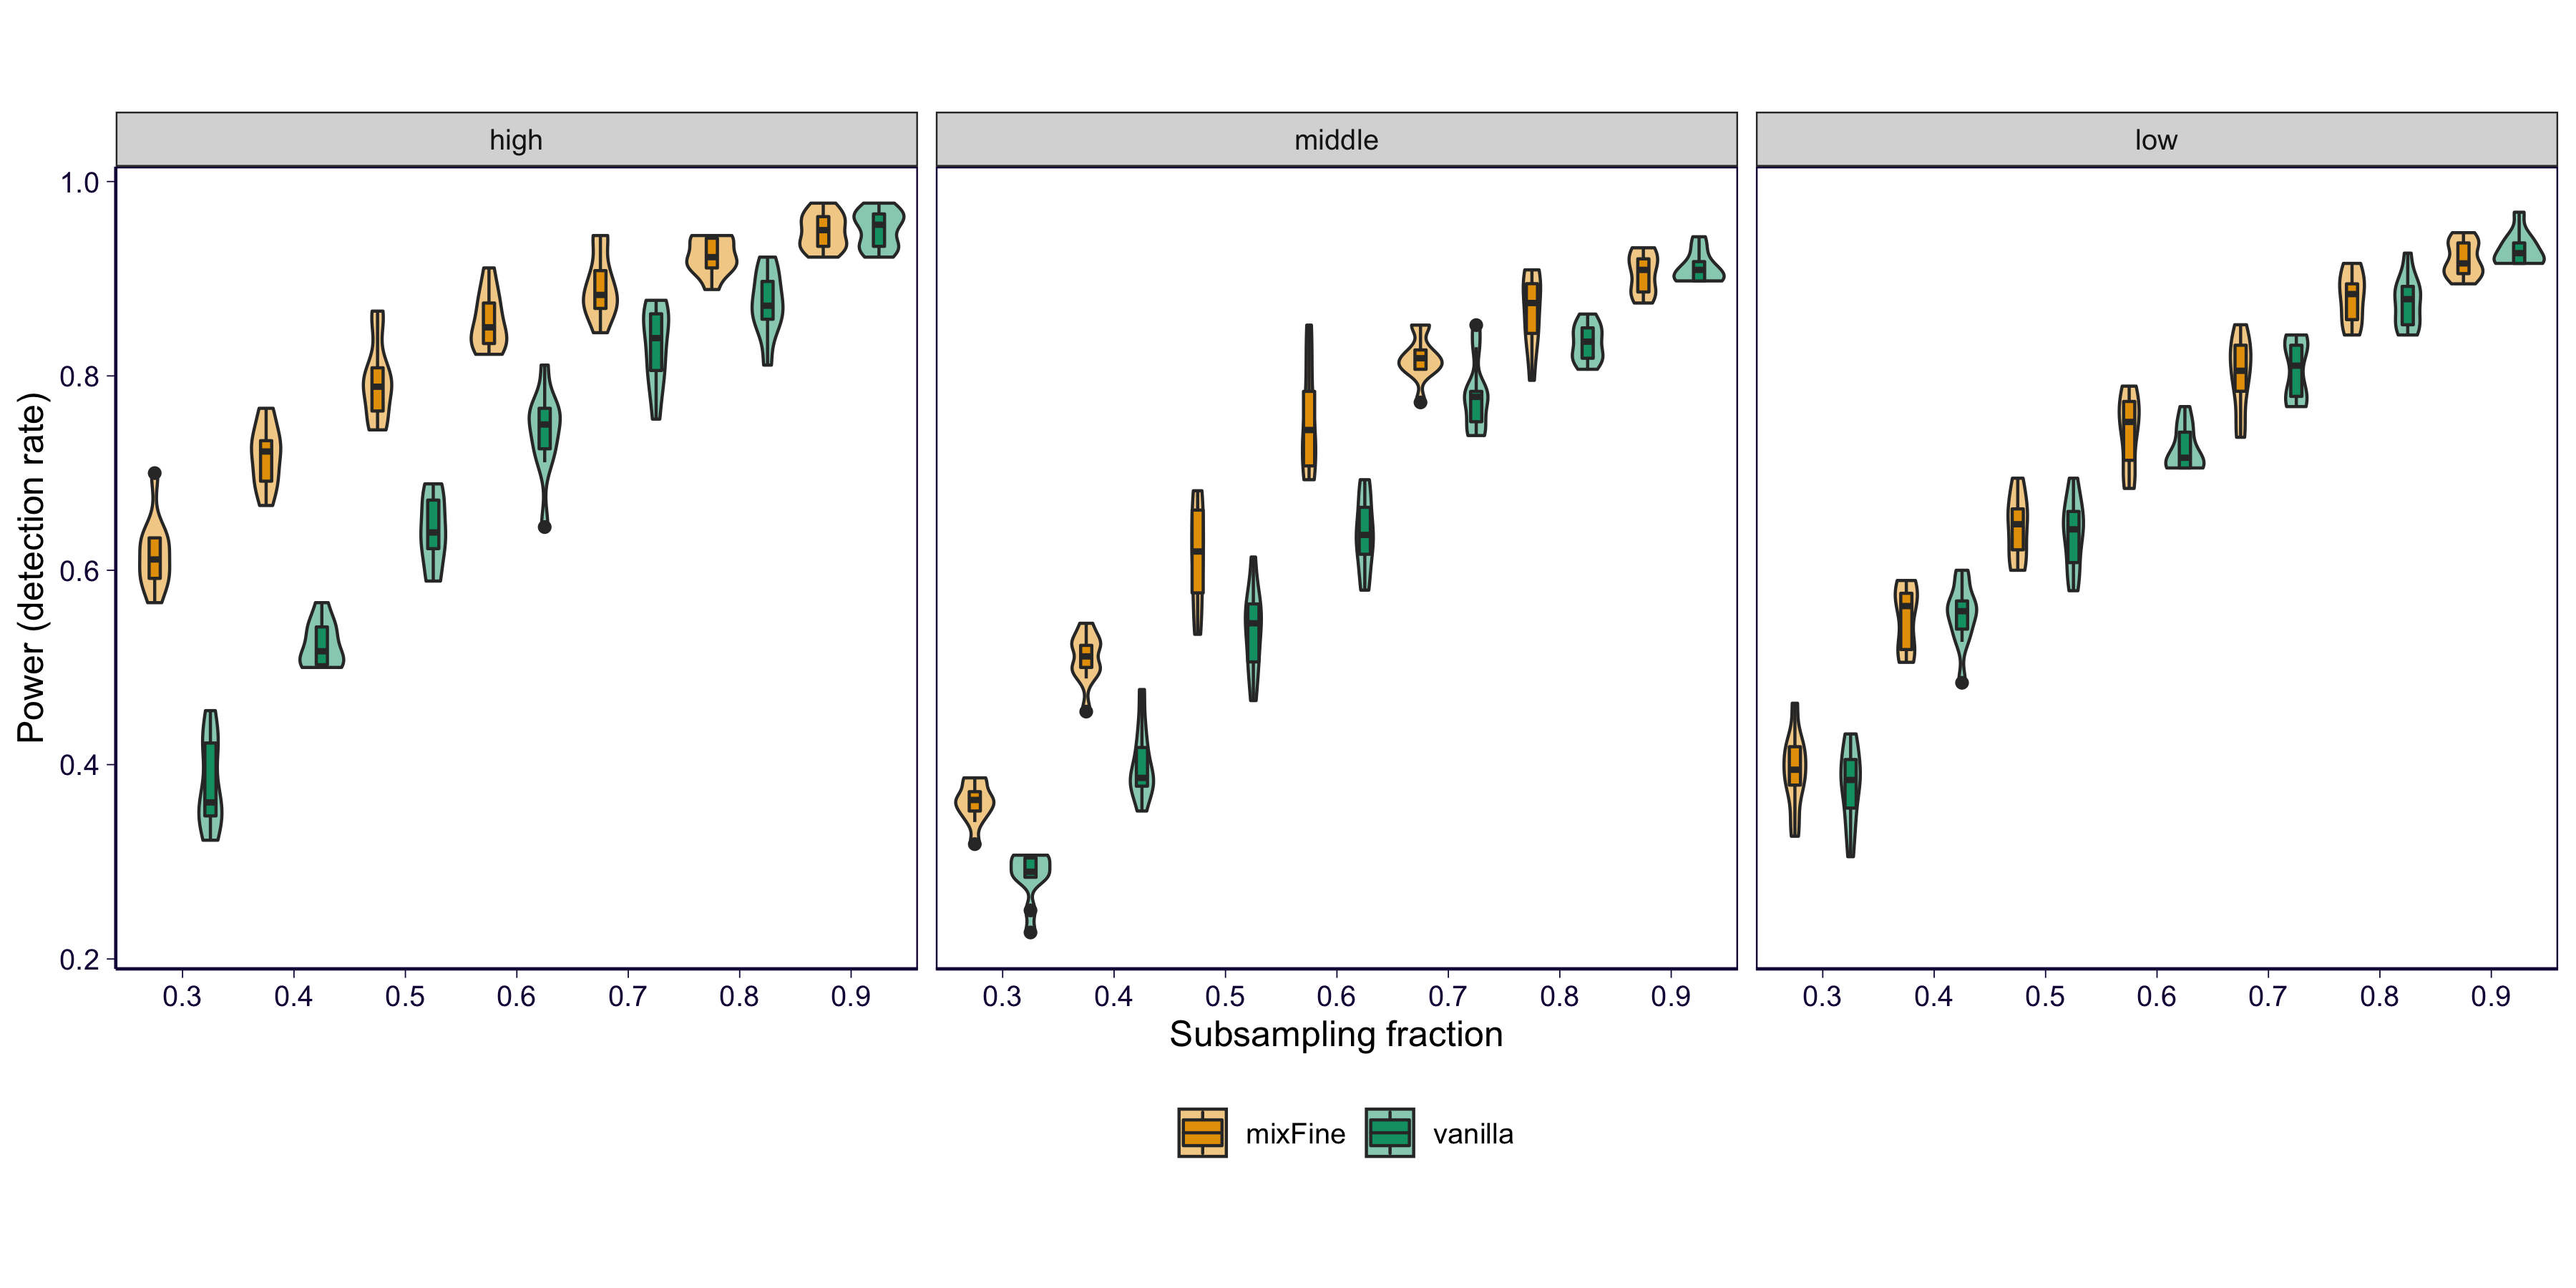 high middle low
Power (detection rate)
1.0
0.8
0.6
0.4
0.2
0.3 0.4 0.5 0.6 0.7 0.8 0.9 0.3 0.4 0.5 0.6 0.7 0.8 0.9 0.3 0.4 0.5 0.6 0.7 0.8 0.9
Subsampling fraction
mixFine vanilla